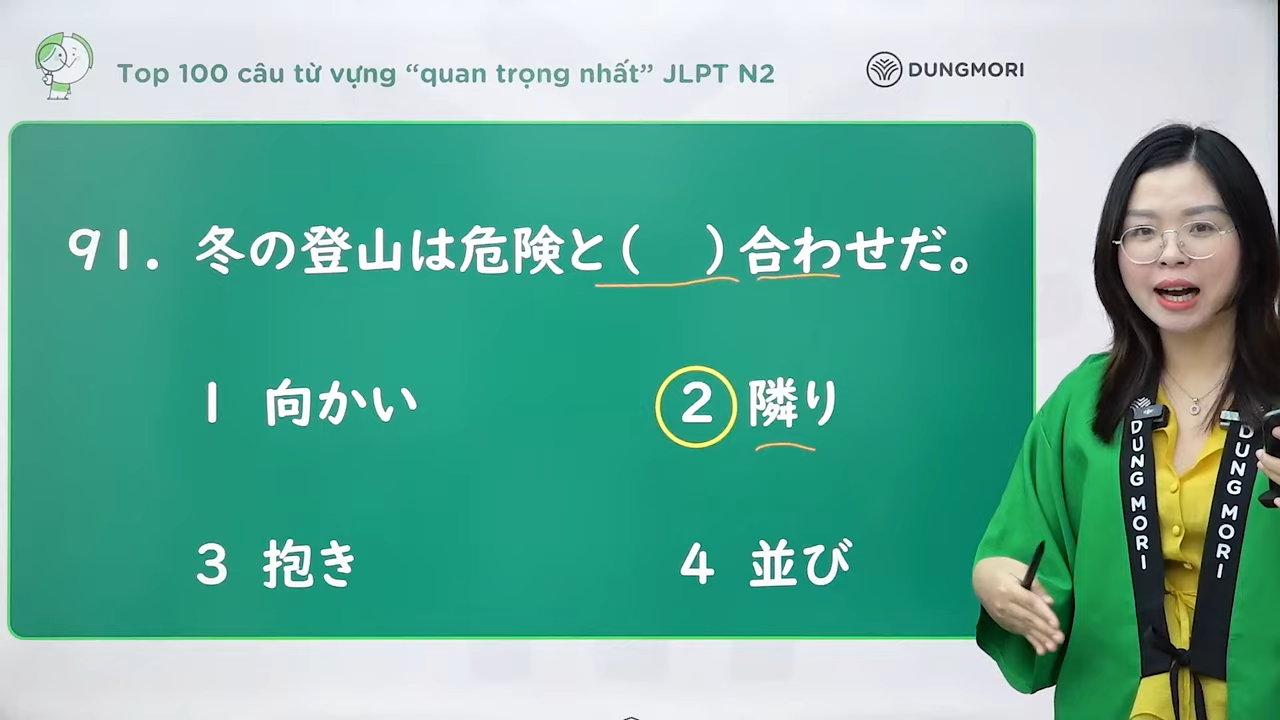 Top 100 câu từ vựng “quan trọng nhất” JLPT N2
DUNGMORI
91. 冬の登山は危険と( )合わせだ。
1 向かい
2 隣り
3 抱き
4 並び
DUNG MORI
DUNG MORI